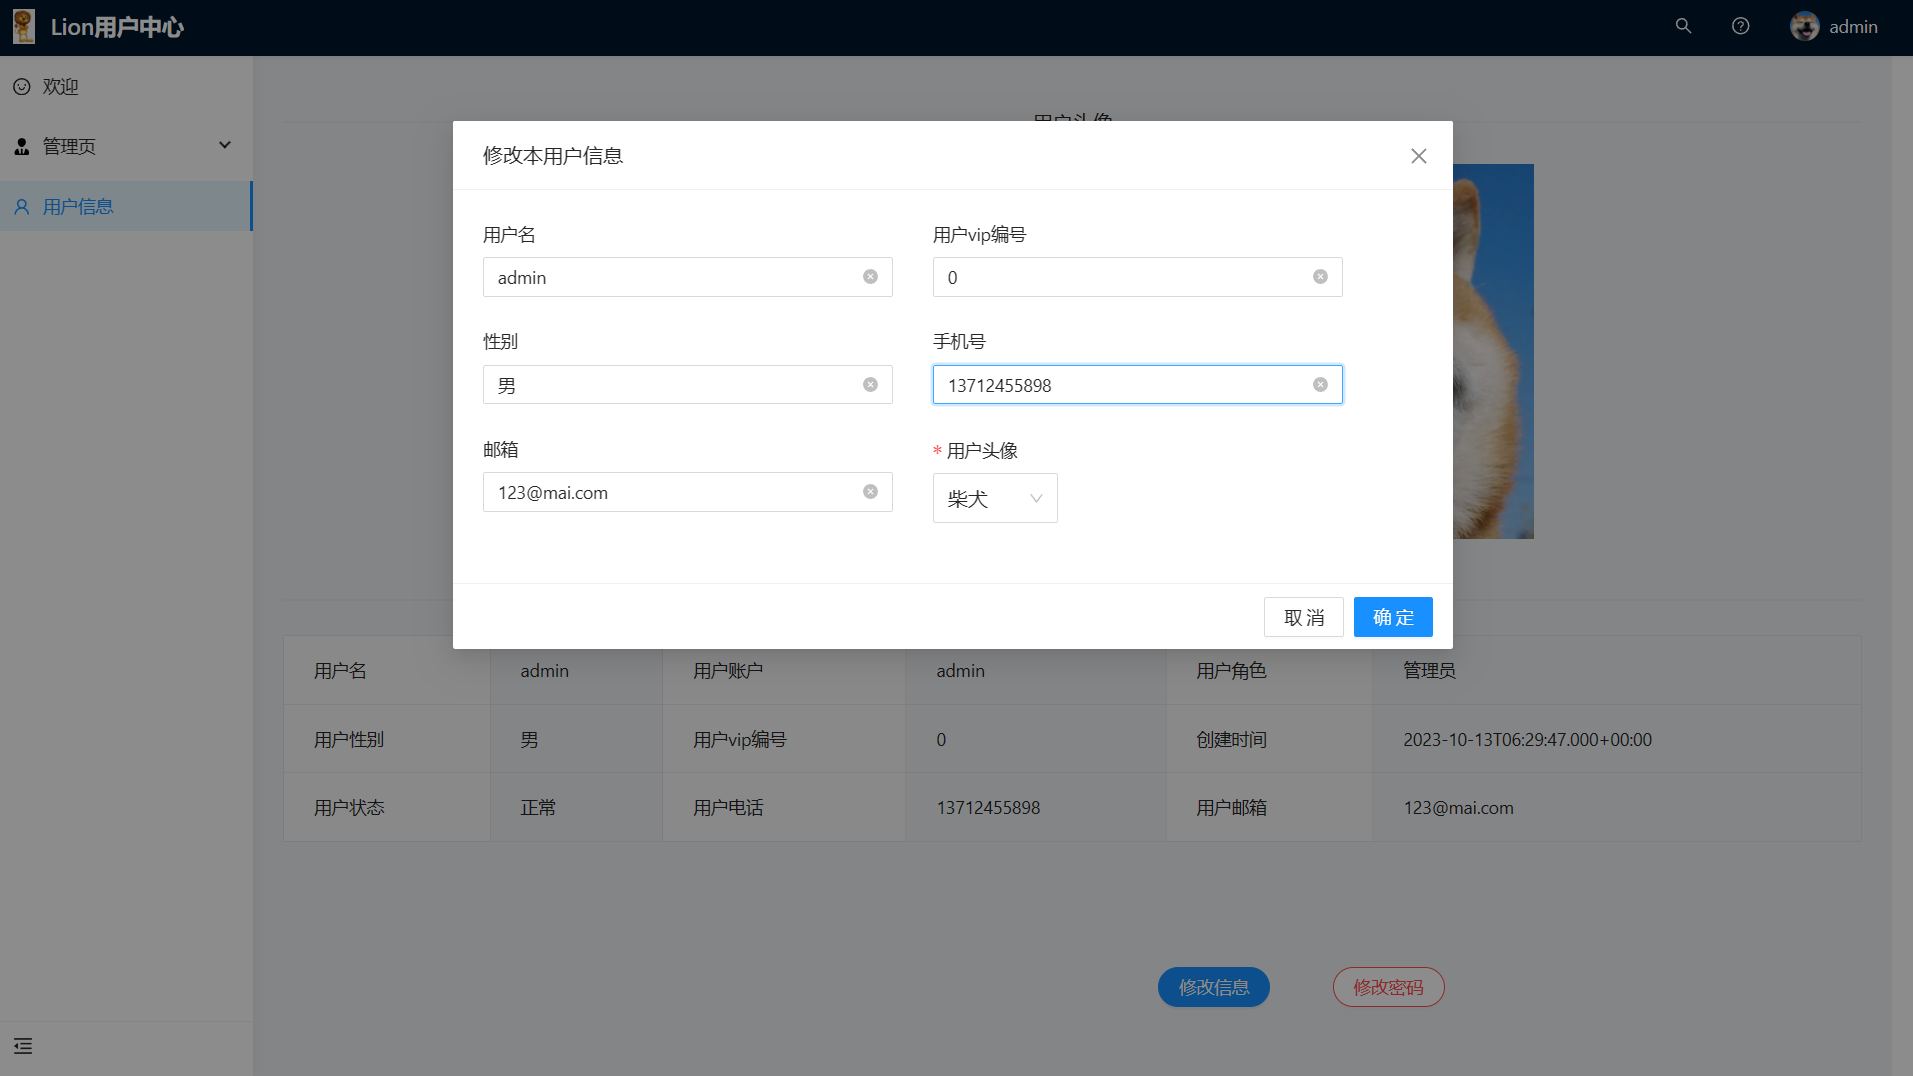 Lion用户中心
admin
欢迎
管理页
用户信息
用户头像
修改本用户信息
用户名
用户vip编号
admin
0
性别
手机号
男
13712455898
邮箱
* 用户头像
123@mai.com
柴犬
取 消
确 定
用户名 admin 用户账户 admin 用户角色 管理员
用户性别 男 用户vip编号 0 创建时间 2023-10-13T06:29:47.000+00:00
用户状态 正常 用户电话 13712455898 用户邮箱 123@mai.com
修改信息
修改密码